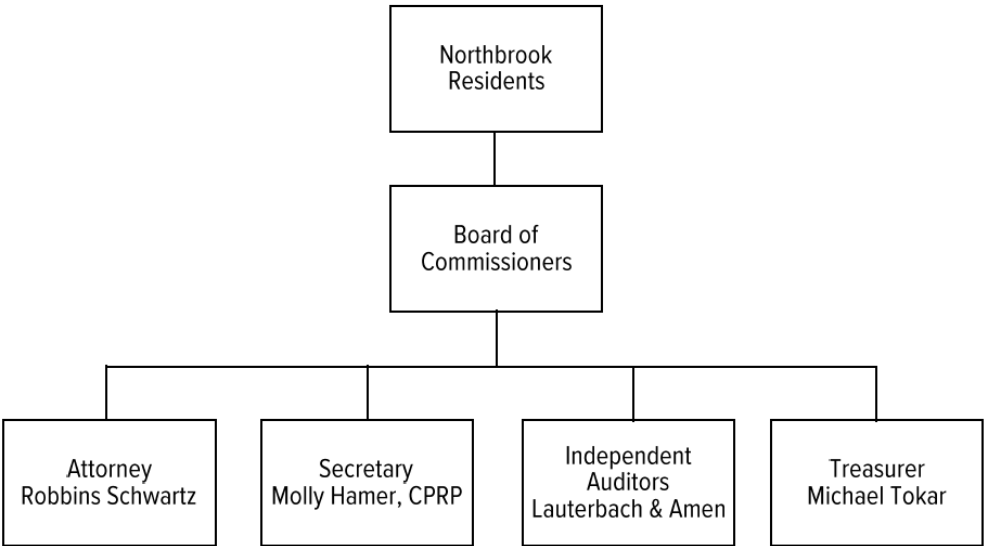 Northbrook
Residents
Board of
Commissioners
Attorney
Robbins Schwartz
Secretary
Molly Hamer, CPRP
Independent
Auditors
Lauterbach & Amen
Treasurer
Michael Tokar